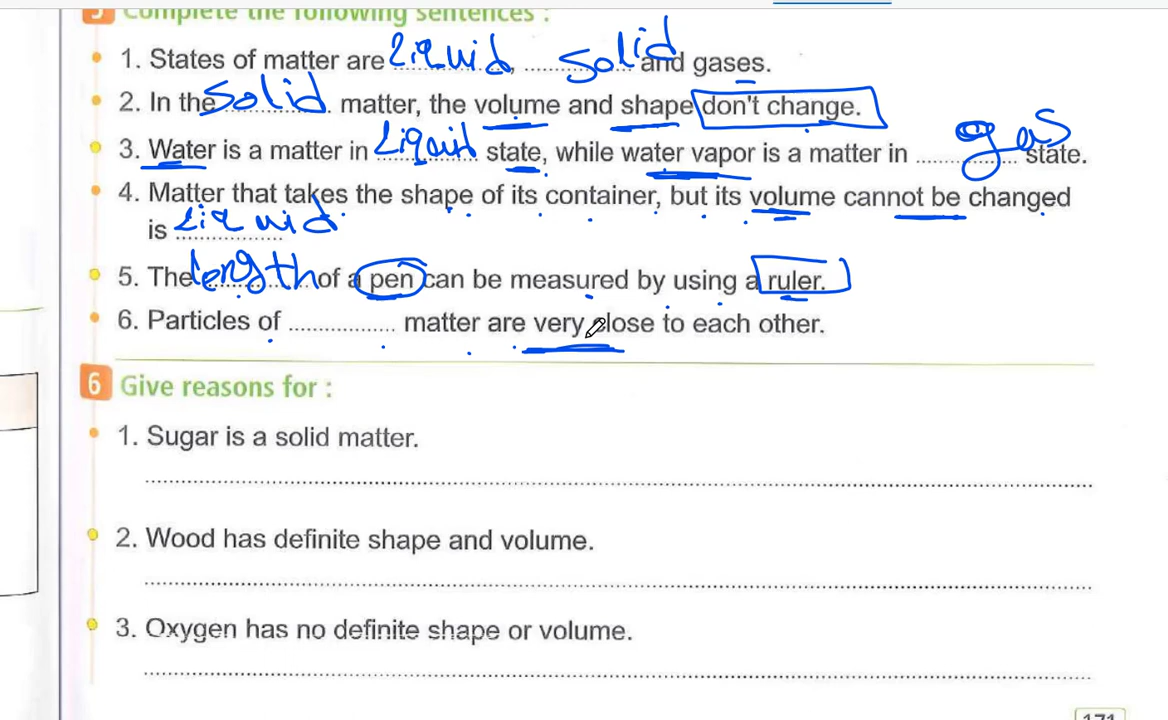 5 Complete the following sentences :
1. States of matter are Liquid, solid and gases.
2. In the solid matter, the volume and shape don't change.
3. Water is a matter in Liquid state, while water vapor is a matter in gas state.
4. Matter that takes the shape of its container, but its volume cannot be changed
is Liquid
5. The length of a pen can be measured by using a ruler.
6. Particles of ................ matter are very close to each other.
6 Give reasons for :
1. Sugar is a solid matter.
2. Wood has definite shape and volume.
3. Oxygen has no definite shape or volume.
171